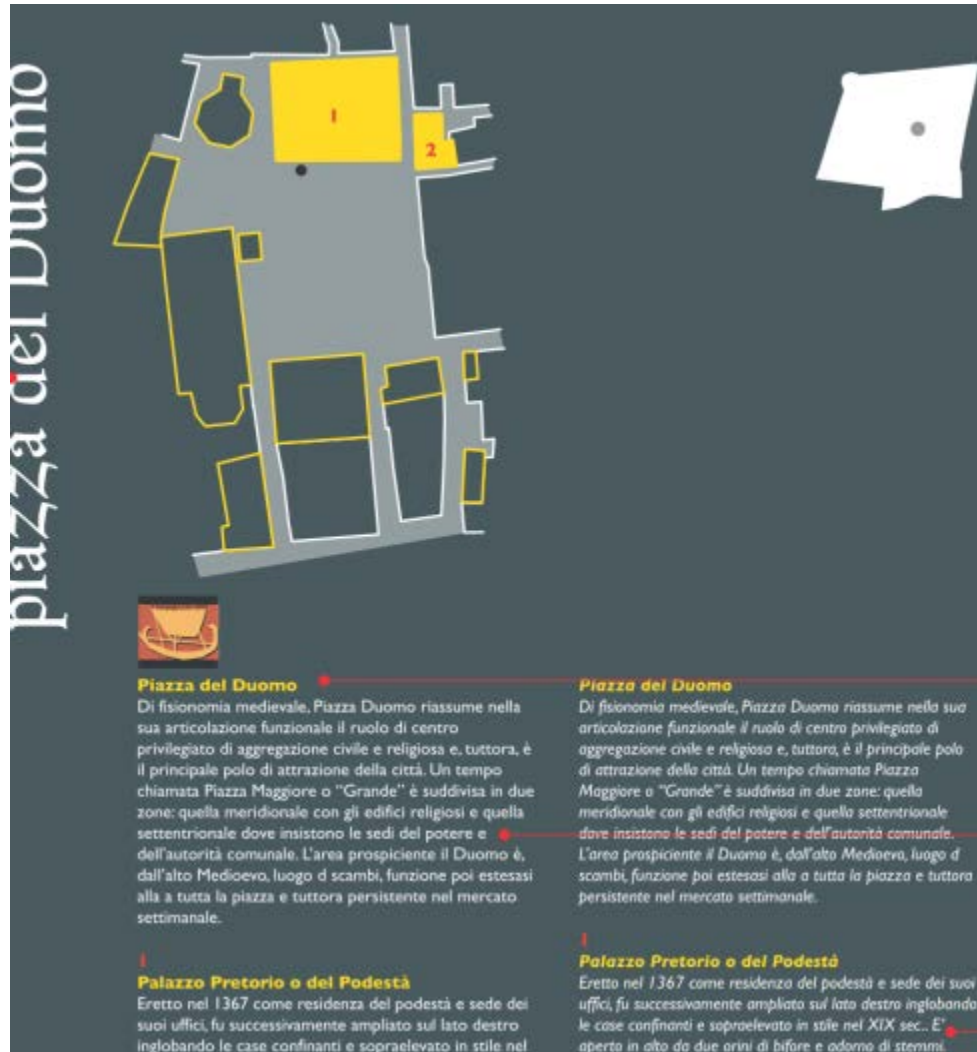 piazza del Duomo
1
2
Piazza del Duomo
Di fisionomia medievale, Piazza Duomo riassume nella
sua articolazione funzionale il ruolo di centro
privilegiato di aggregazione civile e religiosa e, tuttora, è
il principale polo di attrazione della città. Un tempo
chiamata Piazza Maggiore o “Grande” è suddivisa in due
zone: quella meridionale con gli edifici religiosi e quella
settentrionale dove insistono le sedi del potere e
dell'autorità comunale. L'area prospiciente il Duomo è,
dall'alto Medioevo, luogo d scambi, funzione poi estesasi
alla a tutta la piazza e tuttora persistente nel mercato
settimanale.
1
Palazzo Pretorio o del Podestà
Eretto nel 1367 come residenza del podestà e sede dei
suoi uffici, fu successivamente ampliato sul lato destro
inglobando le case confinanti e sopraelevato in stile nel
Piazza del Duomo
Di fisionomia medievale, Piazza Duomo riassume nella sua
articolazione funzionale il ruolo di centro privilegiato di
aggregazione civile e religiosa e, tuttora, è il principale polo
di attrazione della città. Un tempo chiamata Piazza
Maggiore o “Grande” è suddivisa in due zone: quella
meridionale con gli edifici religiosi e quella settentrionale
dove insistono le sedi del potere e dell'autorità comunale.
L'area prospiciente il Duomo è, dall'alto Medioevo, luogo d
scambi, funzione poi estesasi alla a tutta la piazza e tuttora
persistente nel mercato settimanale.
1
Palazzo Pretorio o del Podestà
Eretto nel 1367 come residenza del podestà e sede dei suoi
uffici, fu successivamente ampliato sul lato destro inglobando
le case confinanti e sopraelevato in stile nel XIX sec.. E'
aperto in alto da due orini di bifore e adorno di stemmi.